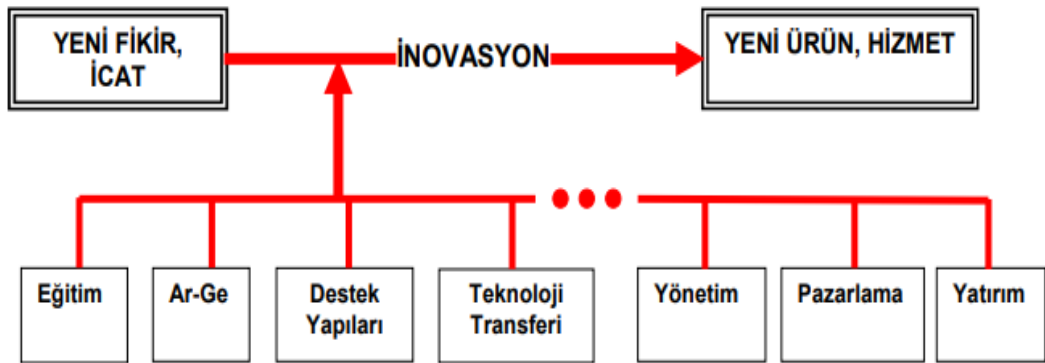 YENİ FİKİR,
İCAT
İNOVASYON
YENİ ÜRÜN, HİZMET
Eğitim
Ar-Ge
Destek
Yapıları
Teknoloji
Transferi
Yönetim
Pazarlama
Yatırım